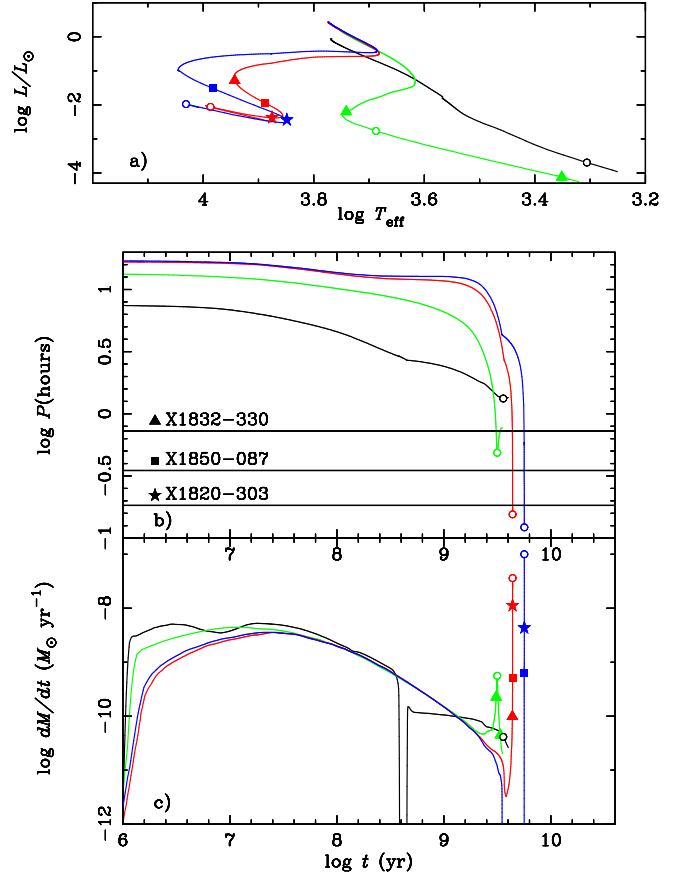 log L/L☉
0
−2
−4
a)
4
3.8
3.6
3.4
3.2
log T_eff
log P(hours)
1
0.5
0
−0.5
−1
X1832−330
X1850−087
X1820−303
b)
7
8
9
10
log dM/dt (M☉ yr⁻¹)
−8
−10
−12
c)
6
7
8
9
10
log t (yr)